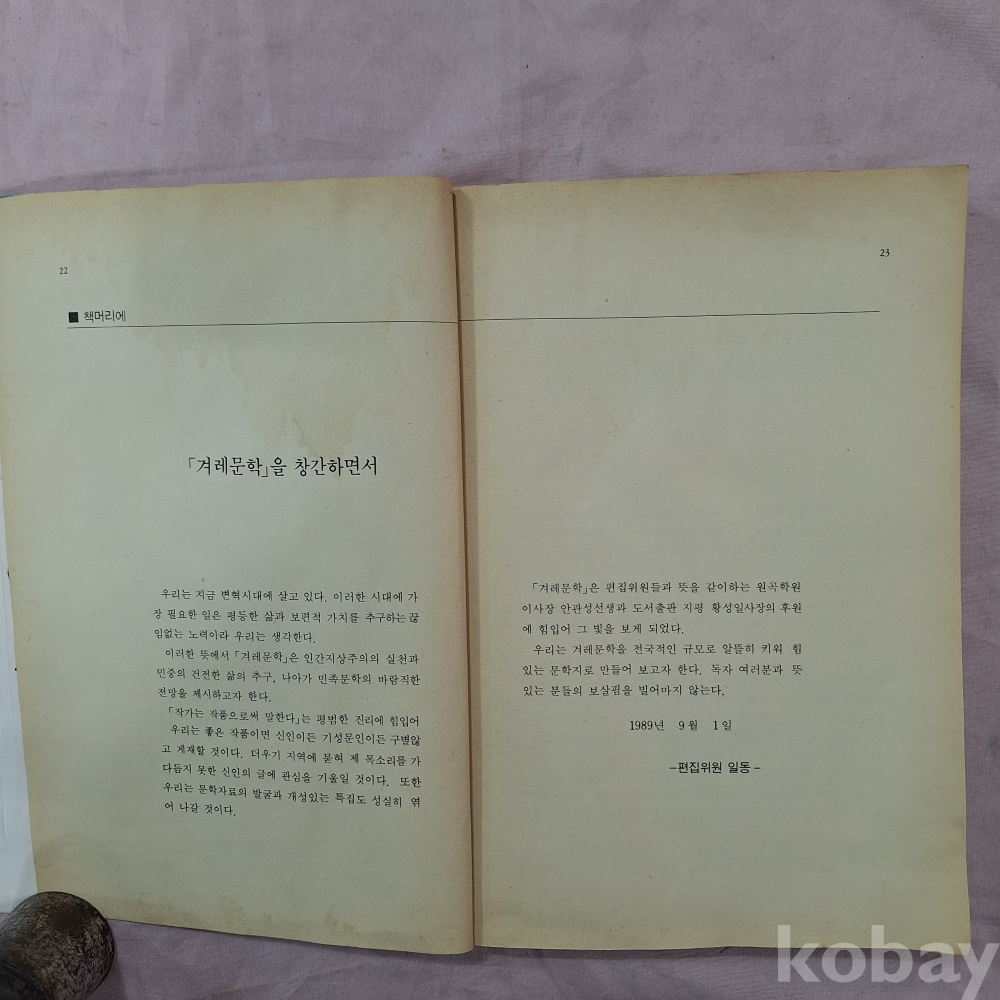 22
■ 책머리에
「겨레문학」을 창간하면서
우리는 지금 변혁시대에 살고 있다. 이러한 시대에 가
장 필요한 일은 평등한 삶과 보편적 가치를 추구하는 끊
임없는 노력이라 우리는 생각한다.
이러한 뜻에서 「겨레문학」은 인간지상주의의 실천과
민중의 건전한 삶의 추구, 나아가 민족문학의 바람직한
전망을 제시하고자 한다.
「작가는 작품으로써 말한다」는 평범한 진리에 힘입어
우리는 좋은 작품이면 신인이든 기성문인이든 구별않
고 게재할 것이다. 더우기 지역에 묻혀 제 목소리를 가
다듬지 못한 신인의 글에 관심을 기울일 것이다. 또한
우리는 문학자료의 발굴과 개성있는 특집도 성실히 엮
어 나갈 것이다.
23
「겨레문학」은 편집위원들과 뜻을 같이하는 원곡학원
이사장 안관성선생과 도서출판 지평 황성일사장의 후원
에 힘입어 그 빛을 보게 되었다.
우리는 겨레문학을 전국적인 규모로 알뜰히 키워 힘
있는 문학지로 만들어 보고자 한다. 독자 여러분과 뜻
있는 분들의 보살핌을 빌어마지 않는다.
1989년 9월 1일
-편집위원 일동-
kobay